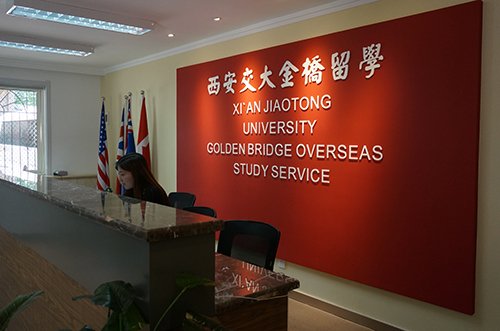 西安交大金橋留學
XI'AN JIAOTONG
UNIVERSITY
GOLDEN BRIDGE OVERSEAS
STUDY SERVICE